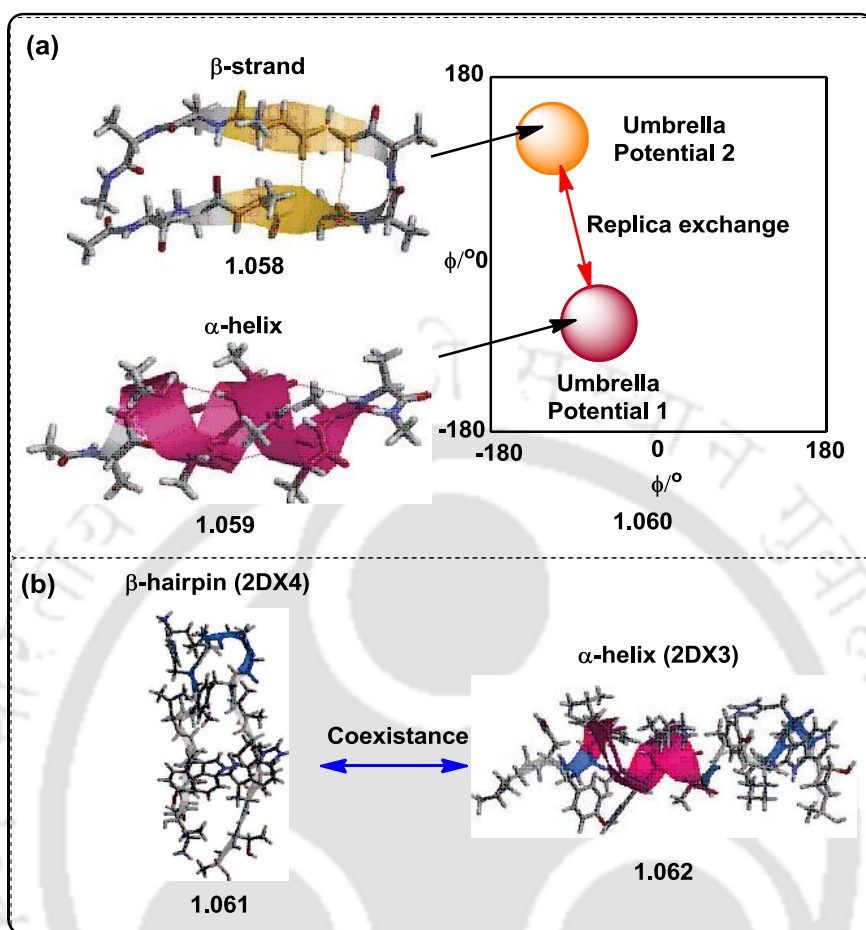 (a)
β-strand
1.058
α-helix
1.059
180
Umbrella
Potential 2
Replica exchange
ϕ/º0
Umbrella
Potential 1
-180
-180
0
180
ϕ/º
1.060
(b)
β-hairpin (2DX4)
1.061
Coexistance
α-helix (2DX3)
1.062